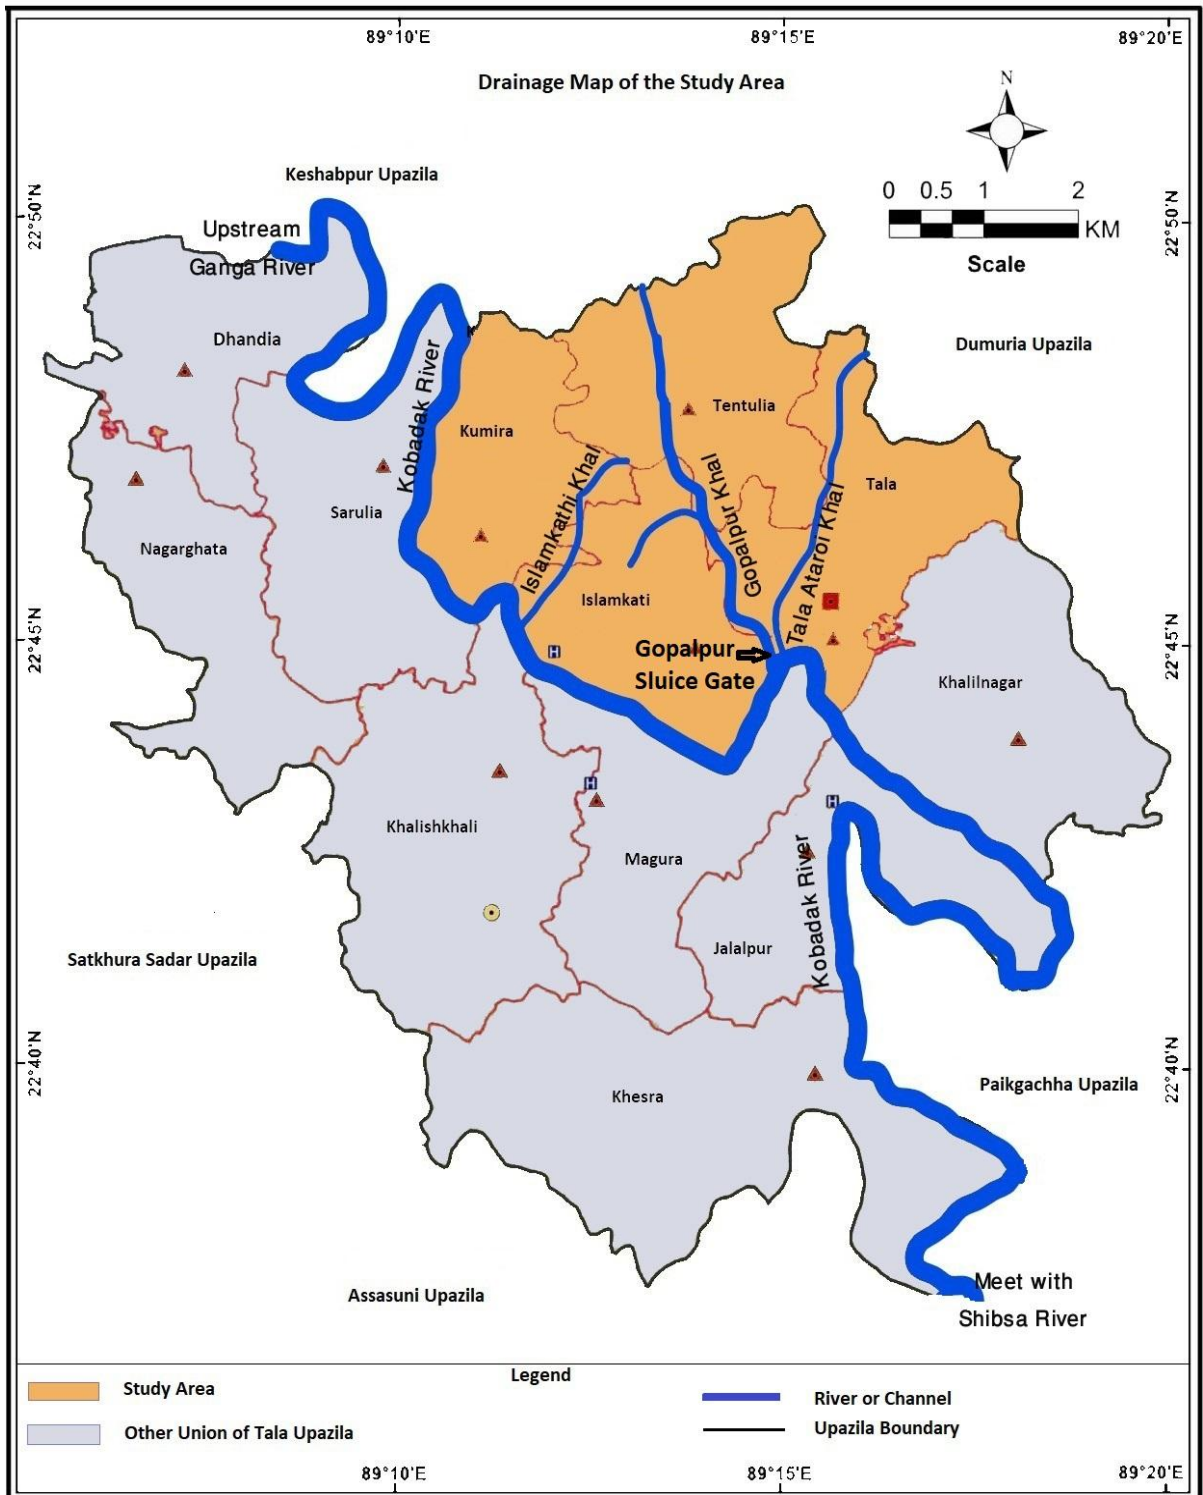 89°10'E
89°15'E
89°20'E
Drainage Map of the Study Area
N
Keshabpur Upazila
0 0.5 1 2
KM
Scale
22°50'N
22°50'N
Upstream
Ganga River
Dhandia
Dumuria Upazila
Kobadak River
Kumira
Tentulia
Sarulia
Tala
Nagarghata
Islamkathi Khal
Gopalpur Khal
Tala Ataroi Khal
Islamkati
22°45'N
22°45'N
Gopalpur
Sluice Gate
Khalilnagar
H
H
H
Khalishkhali
Magura
Kobadak River
Jalalpur
Satkhura Sadar Upazila
22°40'N
22°40'N
Paikgachha Upazila
Khesra
Assasuni Upazila
Meet with
Shibsa River
Legend
Study Area
River or Channel
Other Union of Tala Upazila
Upazila Boundary
89°10'E
89°15'E
89°20'E